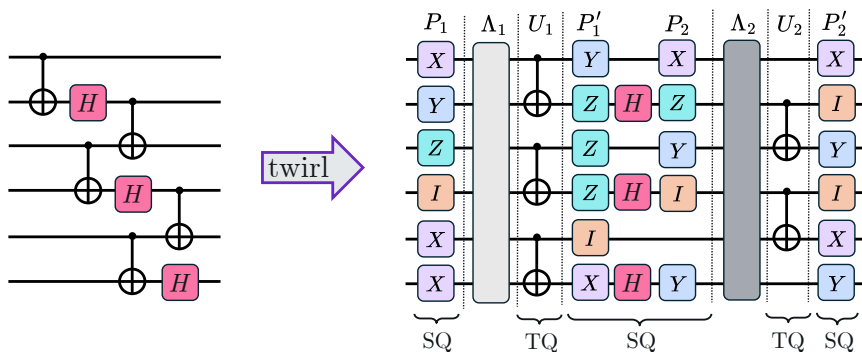 P₁ Λ₁ U₁ P′₁ P₂ Λ₂ U₂ P′₂
X Y X X
H Y Z H Z I
Z Z Y Y
twirl
H I Z H I I
X I X
H X X H Y Y
SQ TQ SQ TQ SQ